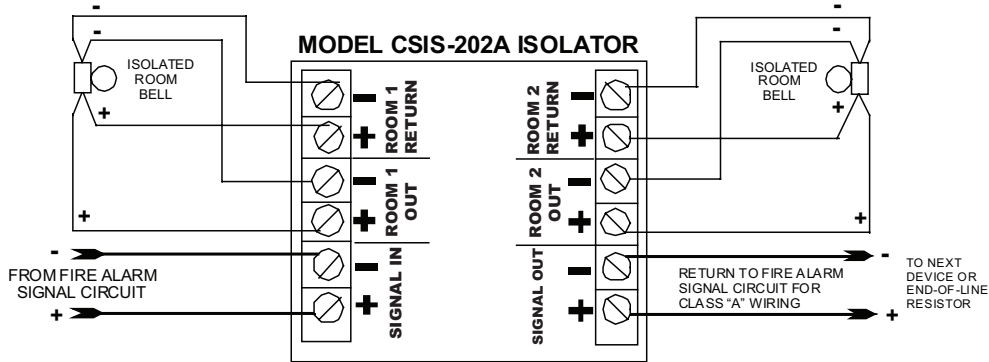 MODEL CSIS-202A ISOLATOR
-
-
ISOLATED
ROOM
BELL
+
+
-
+
ROOM 1
RETURN
-
+
ROOM 1
OUT
-
+
SIGNAL IN
-
+
FROM FIRE ALARM
SIGNAL CIRCUIT
-
+
ROOM 2
RETURN
-
+
ROOM 2
OUT
-
+
SIGNAL OUT
-
-
ISOLATED
ROOM
BELL
+
+
-
+
RETURN TO FIRE ALARM
SIGNAL CIRCUIT FOR
CLASS "A" WIRING
-
+
TO NEXT
DEVICE OR
END-OF-LINE
RESISTOR